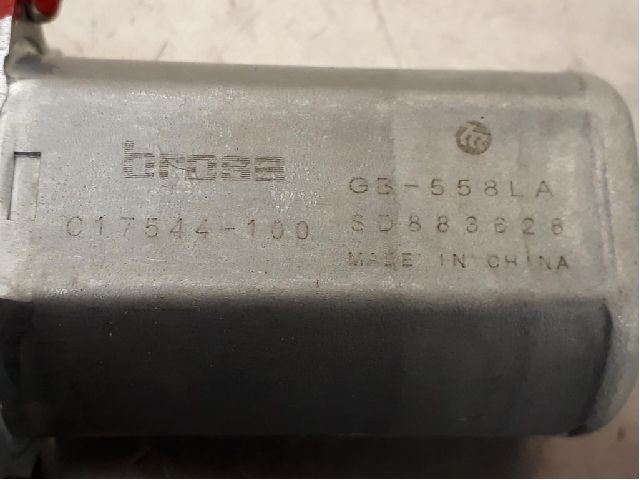 brose
C17544-100
GB-558LA
SD883628
MADE IN CHINA